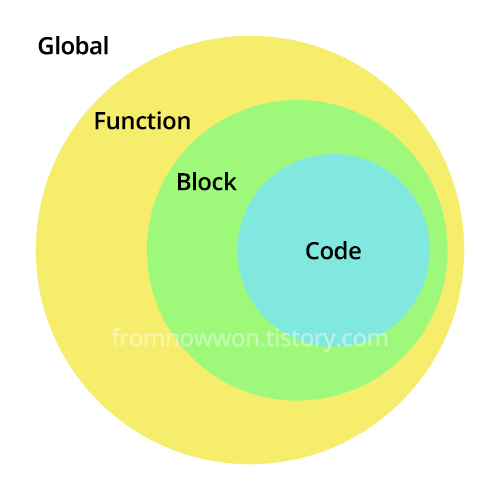 Global
Function
Block
Code
fromnowwon.tistory.com